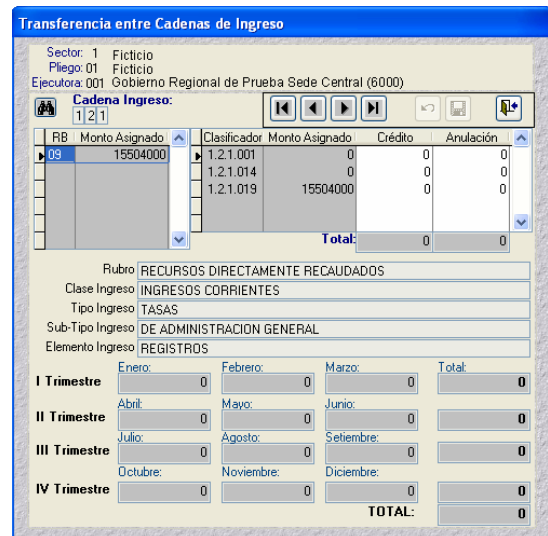 Transferencia entre Cadenas de Ingreso
Sector: 1 Ficticio
Pliego: 01 Ficticio
Ejecutora: 001 Gobierno Regional de Prueba Sede Central (6000)
Cadena Ingreso:
1 2 1
RB Monto Asignado Clasificador Monto Asignado Crédito Anulación
09 15504000 1.2.1.001 0 0 0
1.2.1.014 0 0 0
1.2.1.019 15504000 0 0
Total: 0 0
Rubro RECURSOS DIRECTAMENTE RECAUDADOS
Clase Ingreso INGRESOS CORRIENTES
Tipo Ingreso TASAS
Sub-Tipo Ingreso DE ADMINISTRACION GENERAL
Elemento Ingreso REGISTROS
Enero: Febrero: Marzo: Total:
I Trimestre 0 0 0 0
Abril: Mayo: Junio:
II Trimestre 0 0 0 0
Julio: Agosto: Setiembre:
III Trimestre 0 0 0 0
Octubre: Noviembre: Diciembre:
IV Trimestre 0 0 0 0
TOTAL: 0